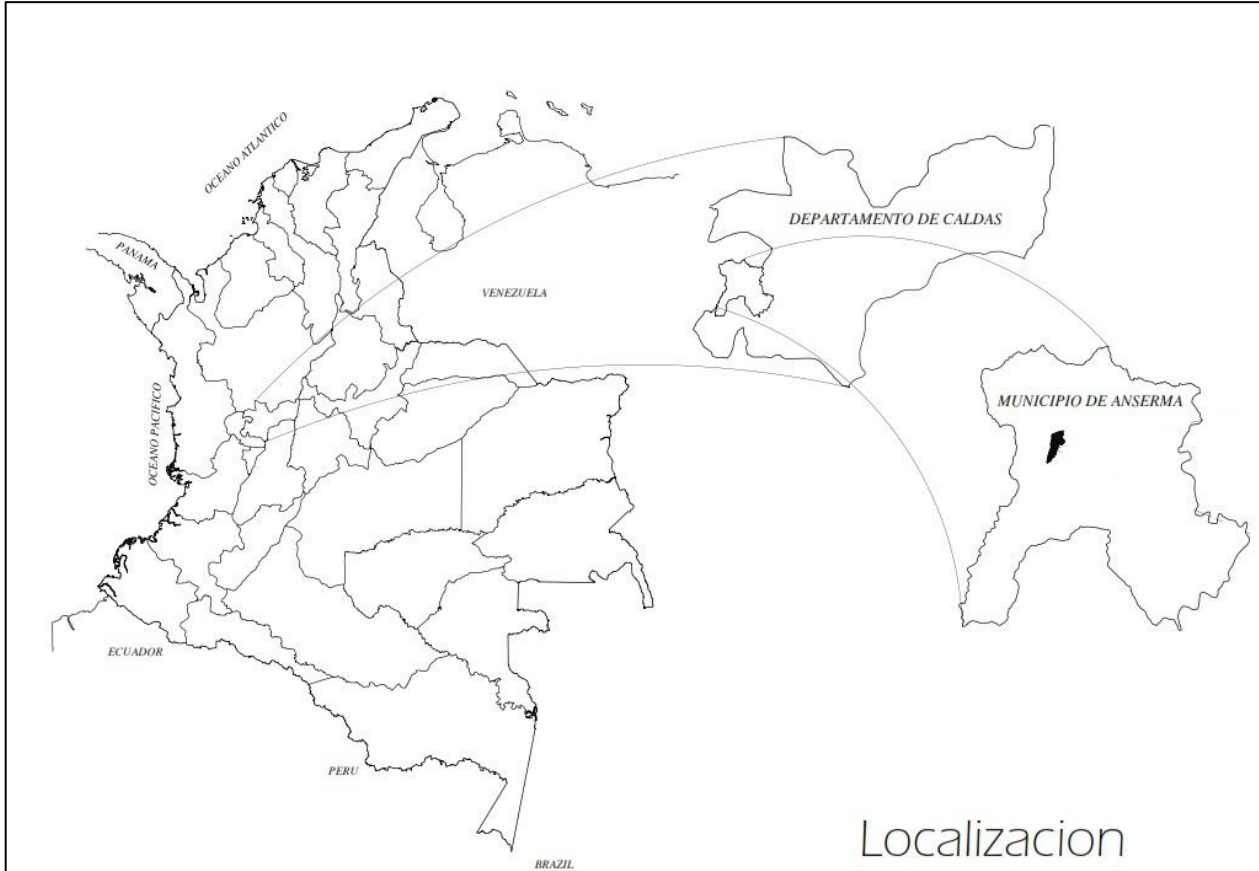 OCEANO ATLANTICO
DEPARTAMENTO DE CALDAS
PANAMA
VENEZUELA
OCEANO PACIFICO
MUNICIPIO DE ANSERMA
ECUADOR
PERU
Localizacion
BRAZIL